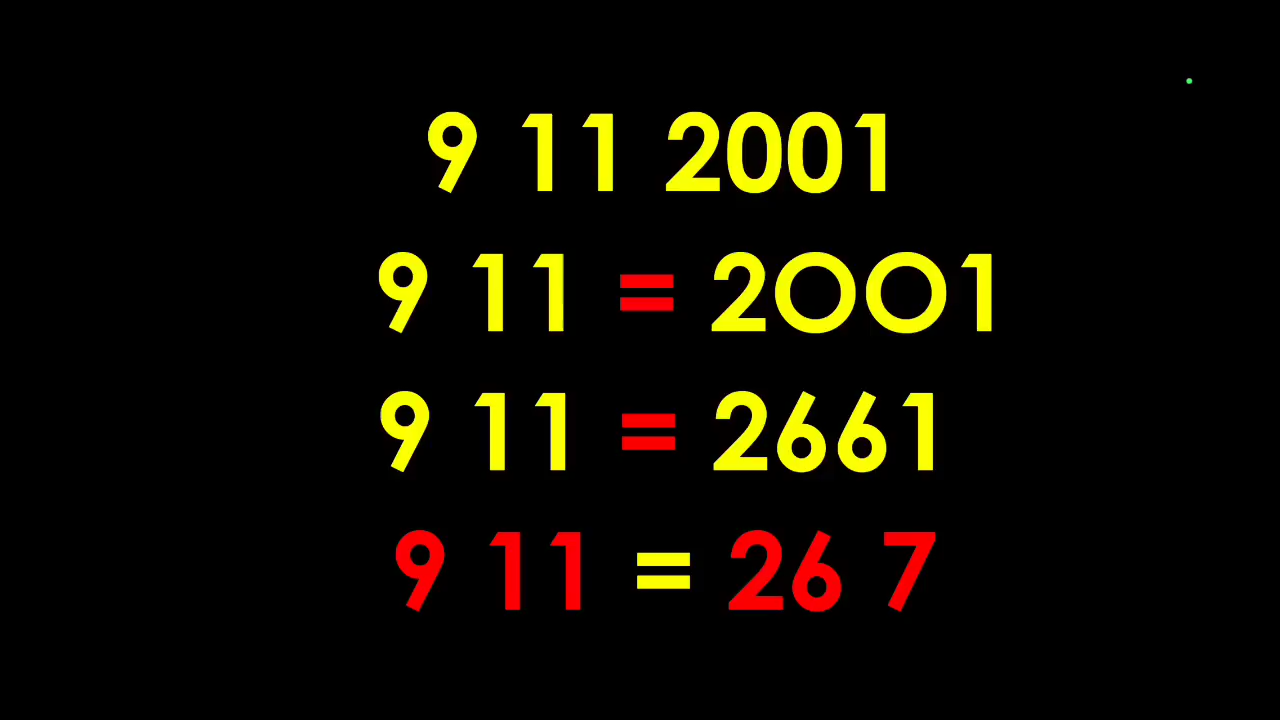 9 11 2001
9 11 = 2OO1
9 11 = 2661
9 11 = 26 7